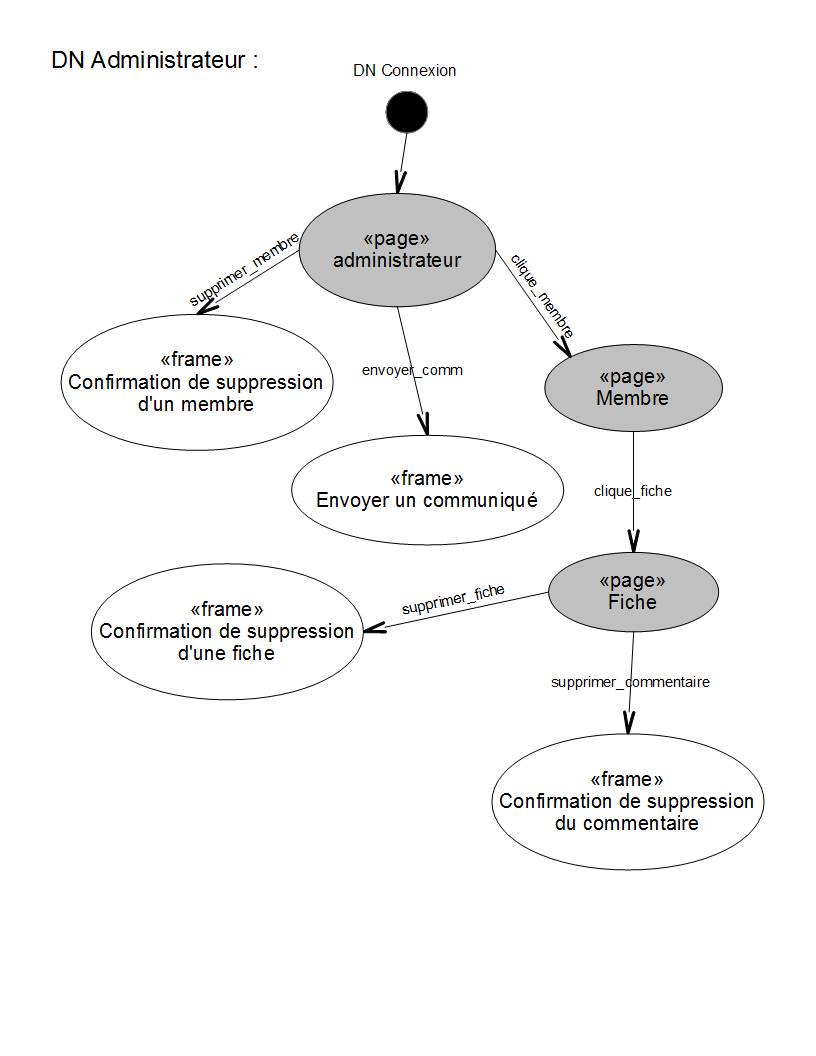 DN Administrateur :
DN Connexion
«page»
administrateur
supprimer_membre
clique_membre
«frame»
Confirmation de suppression
d'un membre
envoyer_comm
«page»
Membre
«frame»
Envoyer un communiqué
clique_fiche
«page»
Fiche
supprimer_fiche
«frame»
Confirmation de suppression
d'une fiche
supprimer_commentaire
«frame»
Confirmation de suppression
du commentaire